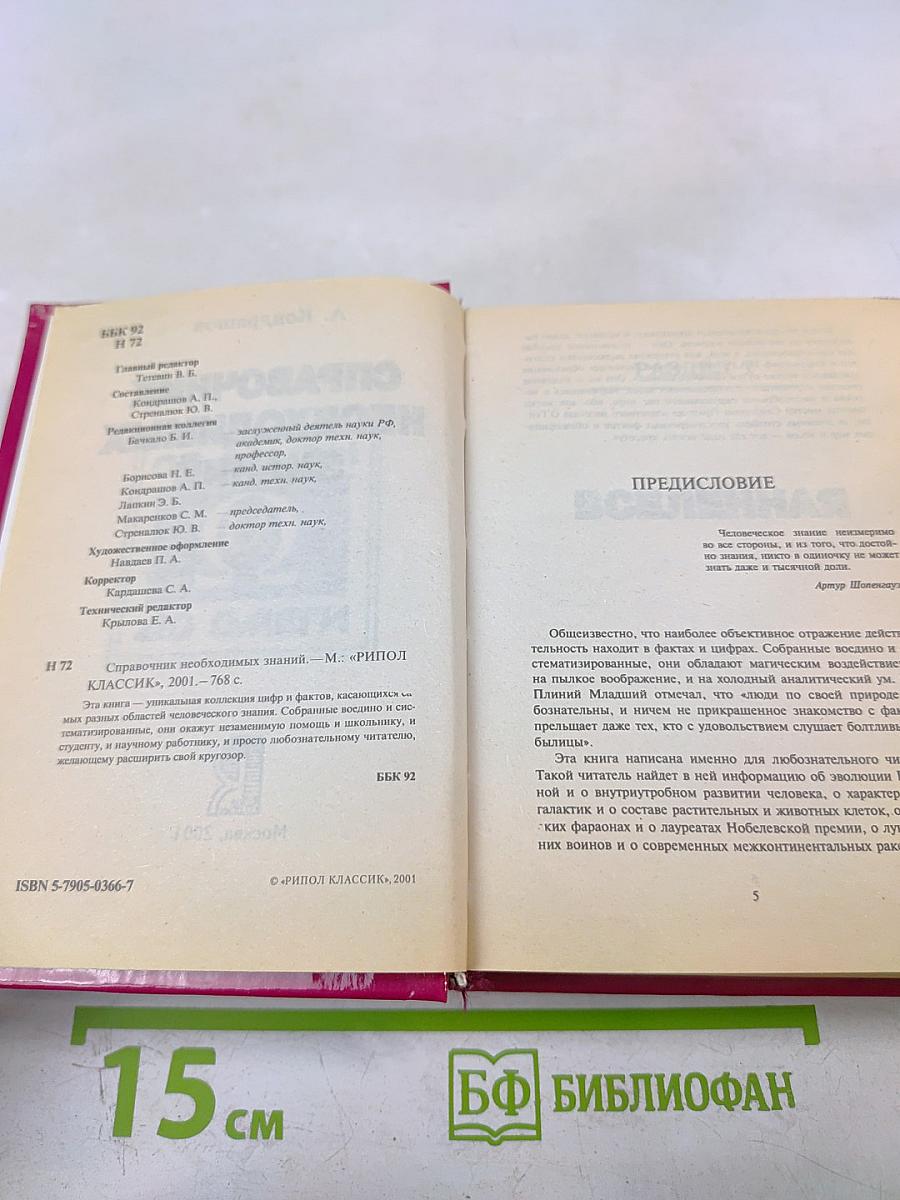 ББК 92
Н 72
Главный редактор
Тетевин В. Б.
Составление
Кондрашов А. П.,
Стреналюк Ю. В.
Редакционная коллегия
Бачкало Б. И. — заслуженный деятель науки РФ,
академик, доктор техн. наук,
профессор,
Борисова Н. Е. — канд. истор. наук,
Кондрашов А. П. — канд. техн. наук,
Лапкин Э. Б.
Макаренков С. М. — председатель,
Стреналюк Ю. В. — доктор техн. наук,
Художественное оформление
Навдаев П. А.
Корректор
Кардашева С. А.
Технический редактор
Крылова Е. А.
Н 72 Справочник необходимых знаний. — М.: «РИПОЛ
КЛАССИК», 2001. — 768 с.
Эта книга — уникальная коллекция цифр и фактов, касающихся са
мых разных областей человеческого знания. Собранные воедино и сис-
тематизированные, они окажут незаменимую помощь и школьнику, и
студенту, и научному работнику, и просто любознательному читателю,
желающему расширить свой кругозор.
ББК 92
ISBN 5-7905-0366-7
© «РИПОЛ КЛАССИК», 2001
ПРЕДИСЛОВИЕ
Человеческое знание неизмеримо
во все стороны, и из того, что достой-
но знания, никто в одиночку не может
знать даже и тысячной доли.
Артур Шопенгауэ
Общеизвестно, что наиболее объективное отражение дейст
тельность находит в фактах и цифрах. Собранные воедино и
стематизированные, они обладают магическим воздействие
на пылкое воображение, и на холодный аналитический ум.
Плиний Младший отмечал, что «люди по своей природе
бознательны, и ничем не прикрашенное знакомство с фак
прельщает даже тех, кто с удовольствием слушает болтливы
былицы».
Эта книга написана именно для любознательного чи
Такой читатель найдет в ней информацию об эволюции
ной и о внутриутробном развитии человека, о характер
галактик и о составе растительных и животных клеток, о
ких фараонах и о лауреатах Нобелевской премии, о лу
них воинов и о современных межконтинентальных рак
5
15 см
БФ БИБЛИОФАН